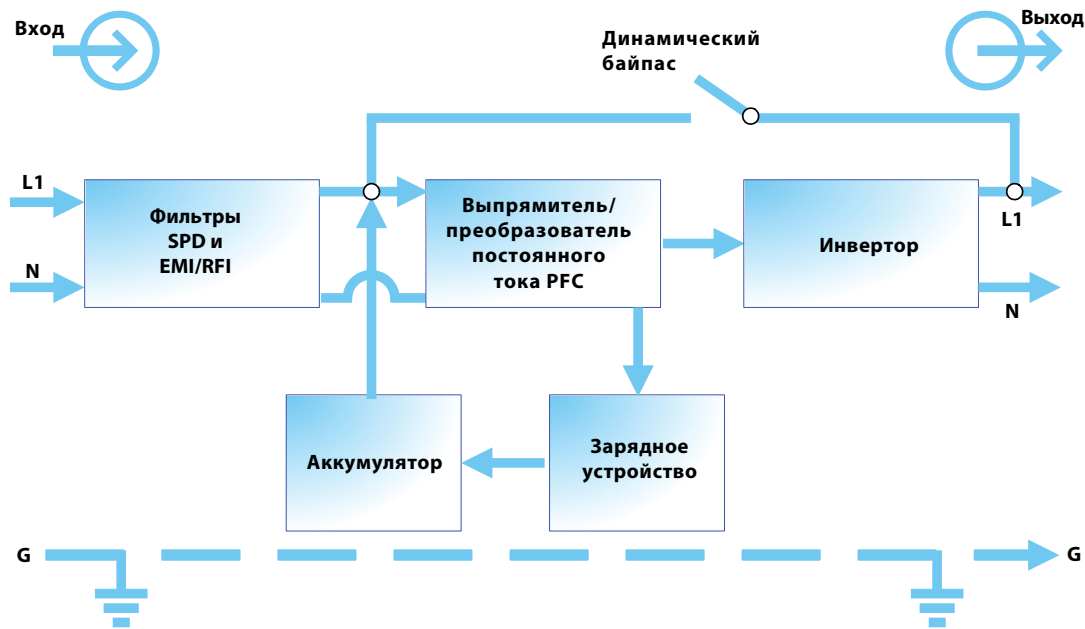 Вход
Выход
Динамический
байпас
L1
Фильтры
SPD и
EMI/RFI
N
Выпрямитель/
преобразователь
постоянного
тока PFC
Инвертор
L1
N
Аккумулятор
Зарядное
устройство
G
G